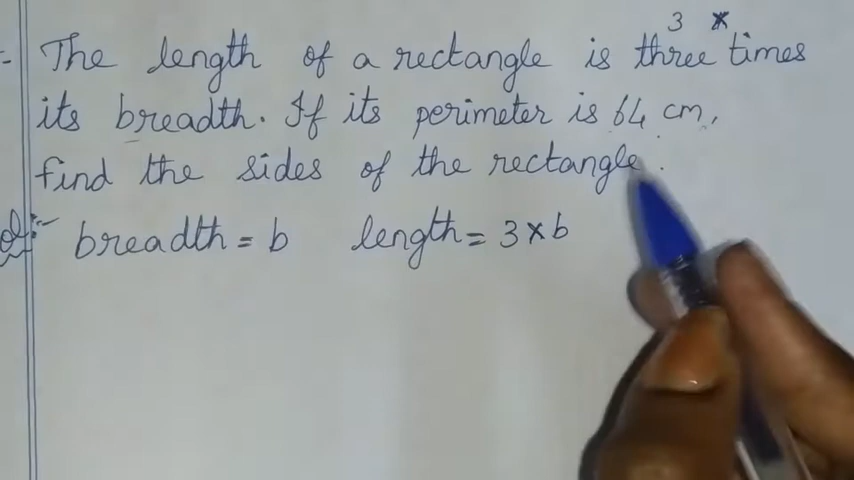 3 ×
The length of a rectangle is three times
its breadth. If its perimeter is 64 cm,
find the sides of the rectangle.
breadth = b length = 3 × b